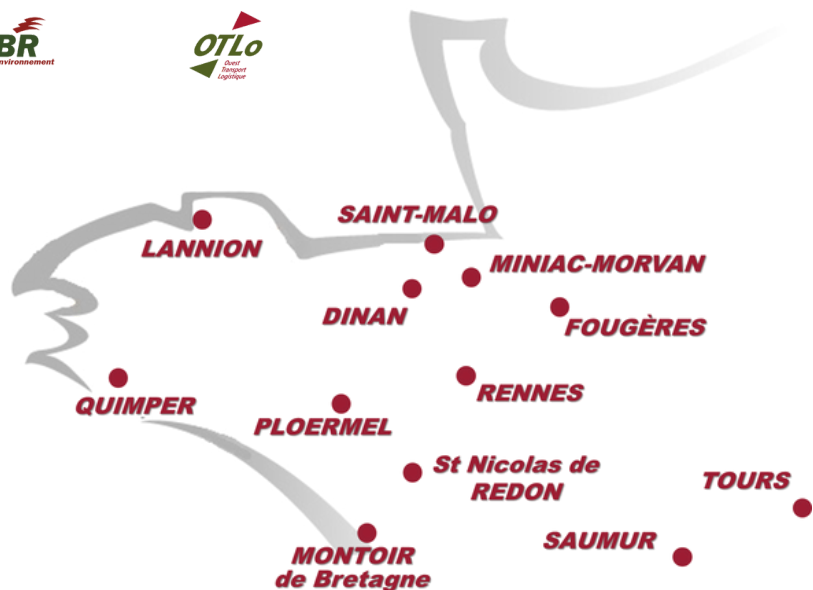 BR
environnement
OTLo
Ouest
Transport
Logistique
SAINT-MALO
LANNION
MINIAC-MORVAN
DINAN
FOUGÈRES
RENNES
QUIMPER
PLOERMEL
St Nicolas de
REDON
TOURS
SAUMUR
MONTOIR
de Bretagne